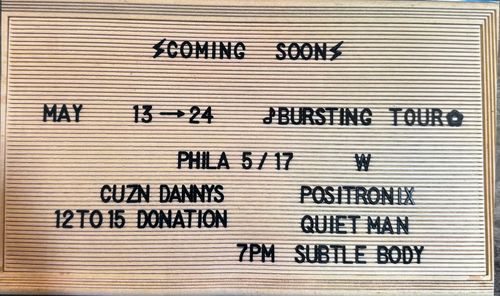 ⚡COMING SOON⚡
MAY 13→24 ♪BURSTING TOUR✿
PHILA 5/17 W
CUZN DANNYS POSITRONIX
12 TO 15 DONATION QUIET MAN
7PM SUBTLE BODY